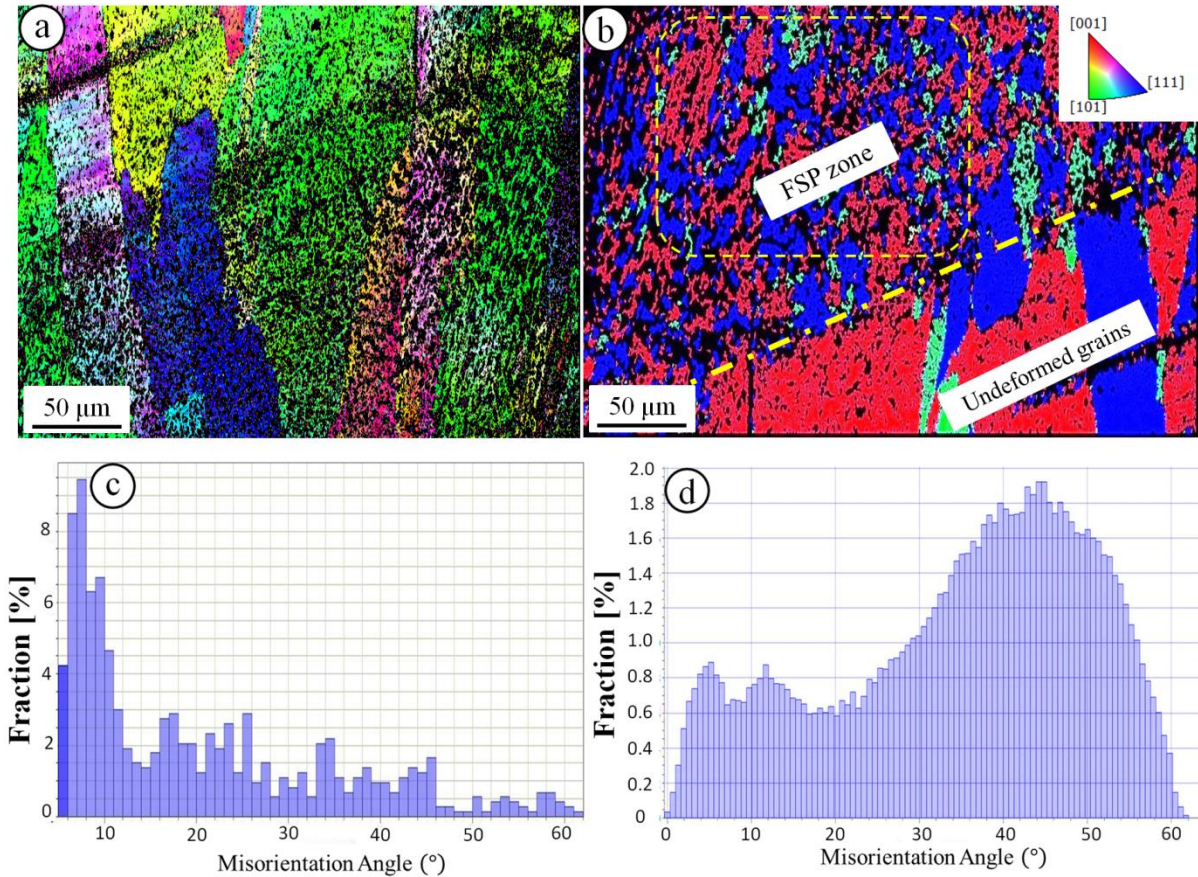 a
b
[001]
[111]
[101]
FSP zone
Undeformed grains
50 μm
50 μm
c
d
Fraction [%]
8
6
4
2
0
10 20 30 40 50 60
Misorientation Angle (°)
Fraction [%]
2.0
1.8
1.6
1.4
1.2
1.0
0.8
0.6
0.4
0.2
0
0 10 20 30 40 50 60
Misorientation Angle (°)